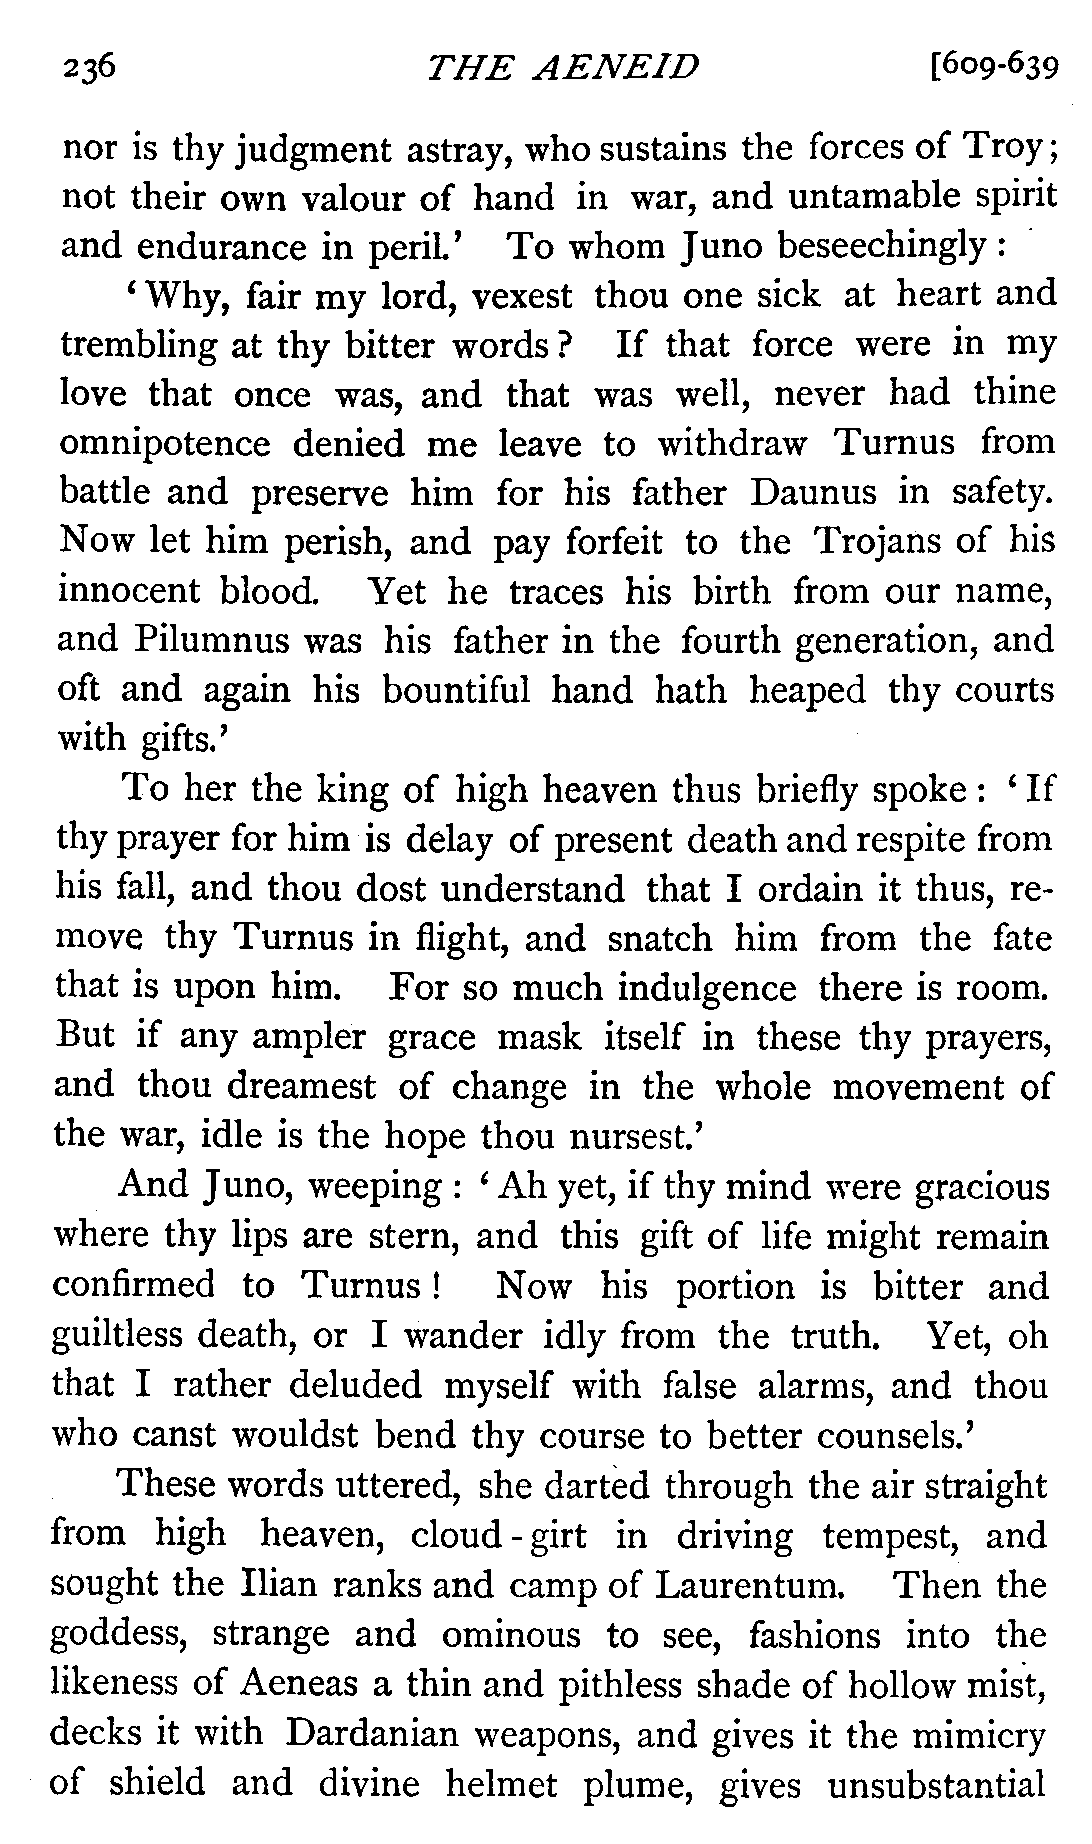 236 THE AENEID [609-639
nor is thy judgment astray, who sustains the forces of Troy;
not their own valour of hand in war, and untamable spirit
and endurance in peril.’ To whom Juno beseechingly :
‘Why, fair my lord, vexest thou one sick at heart and
trembling at thy bitter words? If that force were in my
love that once was, and that was well, never had thine
omnipotence denied me leave to withdraw Turnus from
battle and preserve him for his father Daunus in safety.
Now let him perish, and pay forfeit to the Trojans of his
innocent blood. Yet he traces his birth from our name,
and Pilumnus was his father in the fourth generation, and
oft and again his bountiful hand hath heaped thy courts
with gifts.’
To her the king of high heaven thus briefly spoke : ‘If
thy prayer for him is delay of present death and respite from
his fall, and thou dost understand that I ordain it thus, re-
move thy Turnus in flight, and snatch him from the fate
that is upon him. For so much indulgence there is room.
But if any ampler grace mask itself in these thy prayers,
and thou dreamest of change in the whole movement of
the war, idle is the hope thou nursest.’
And Juno, weeping : ‘Ah yet, if thy mind were gracious
where thy lips are stern, and this gift of life might remain
confirmed to Turnus! Now his portion is bitter and
guiltless death, or I wander idly from the truth. Yet, oh
that I rather deluded myself with false alarms, and thou
who canst wouldst bend thy course to better counsels.’
These words uttered, she darted through the air straight
from high heaven, cloud-girt in driving tempest, and
sought the Ilian ranks and camp of Laurentum. Then the
goddess, strange and ominous to see, fashions into the
likeness of Aeneas a thin and pithless shade of hollow mist,
decks it with Dardanian weapons, and gives it the mimicry
of shield and divine helmet plume, gives unsubstantial